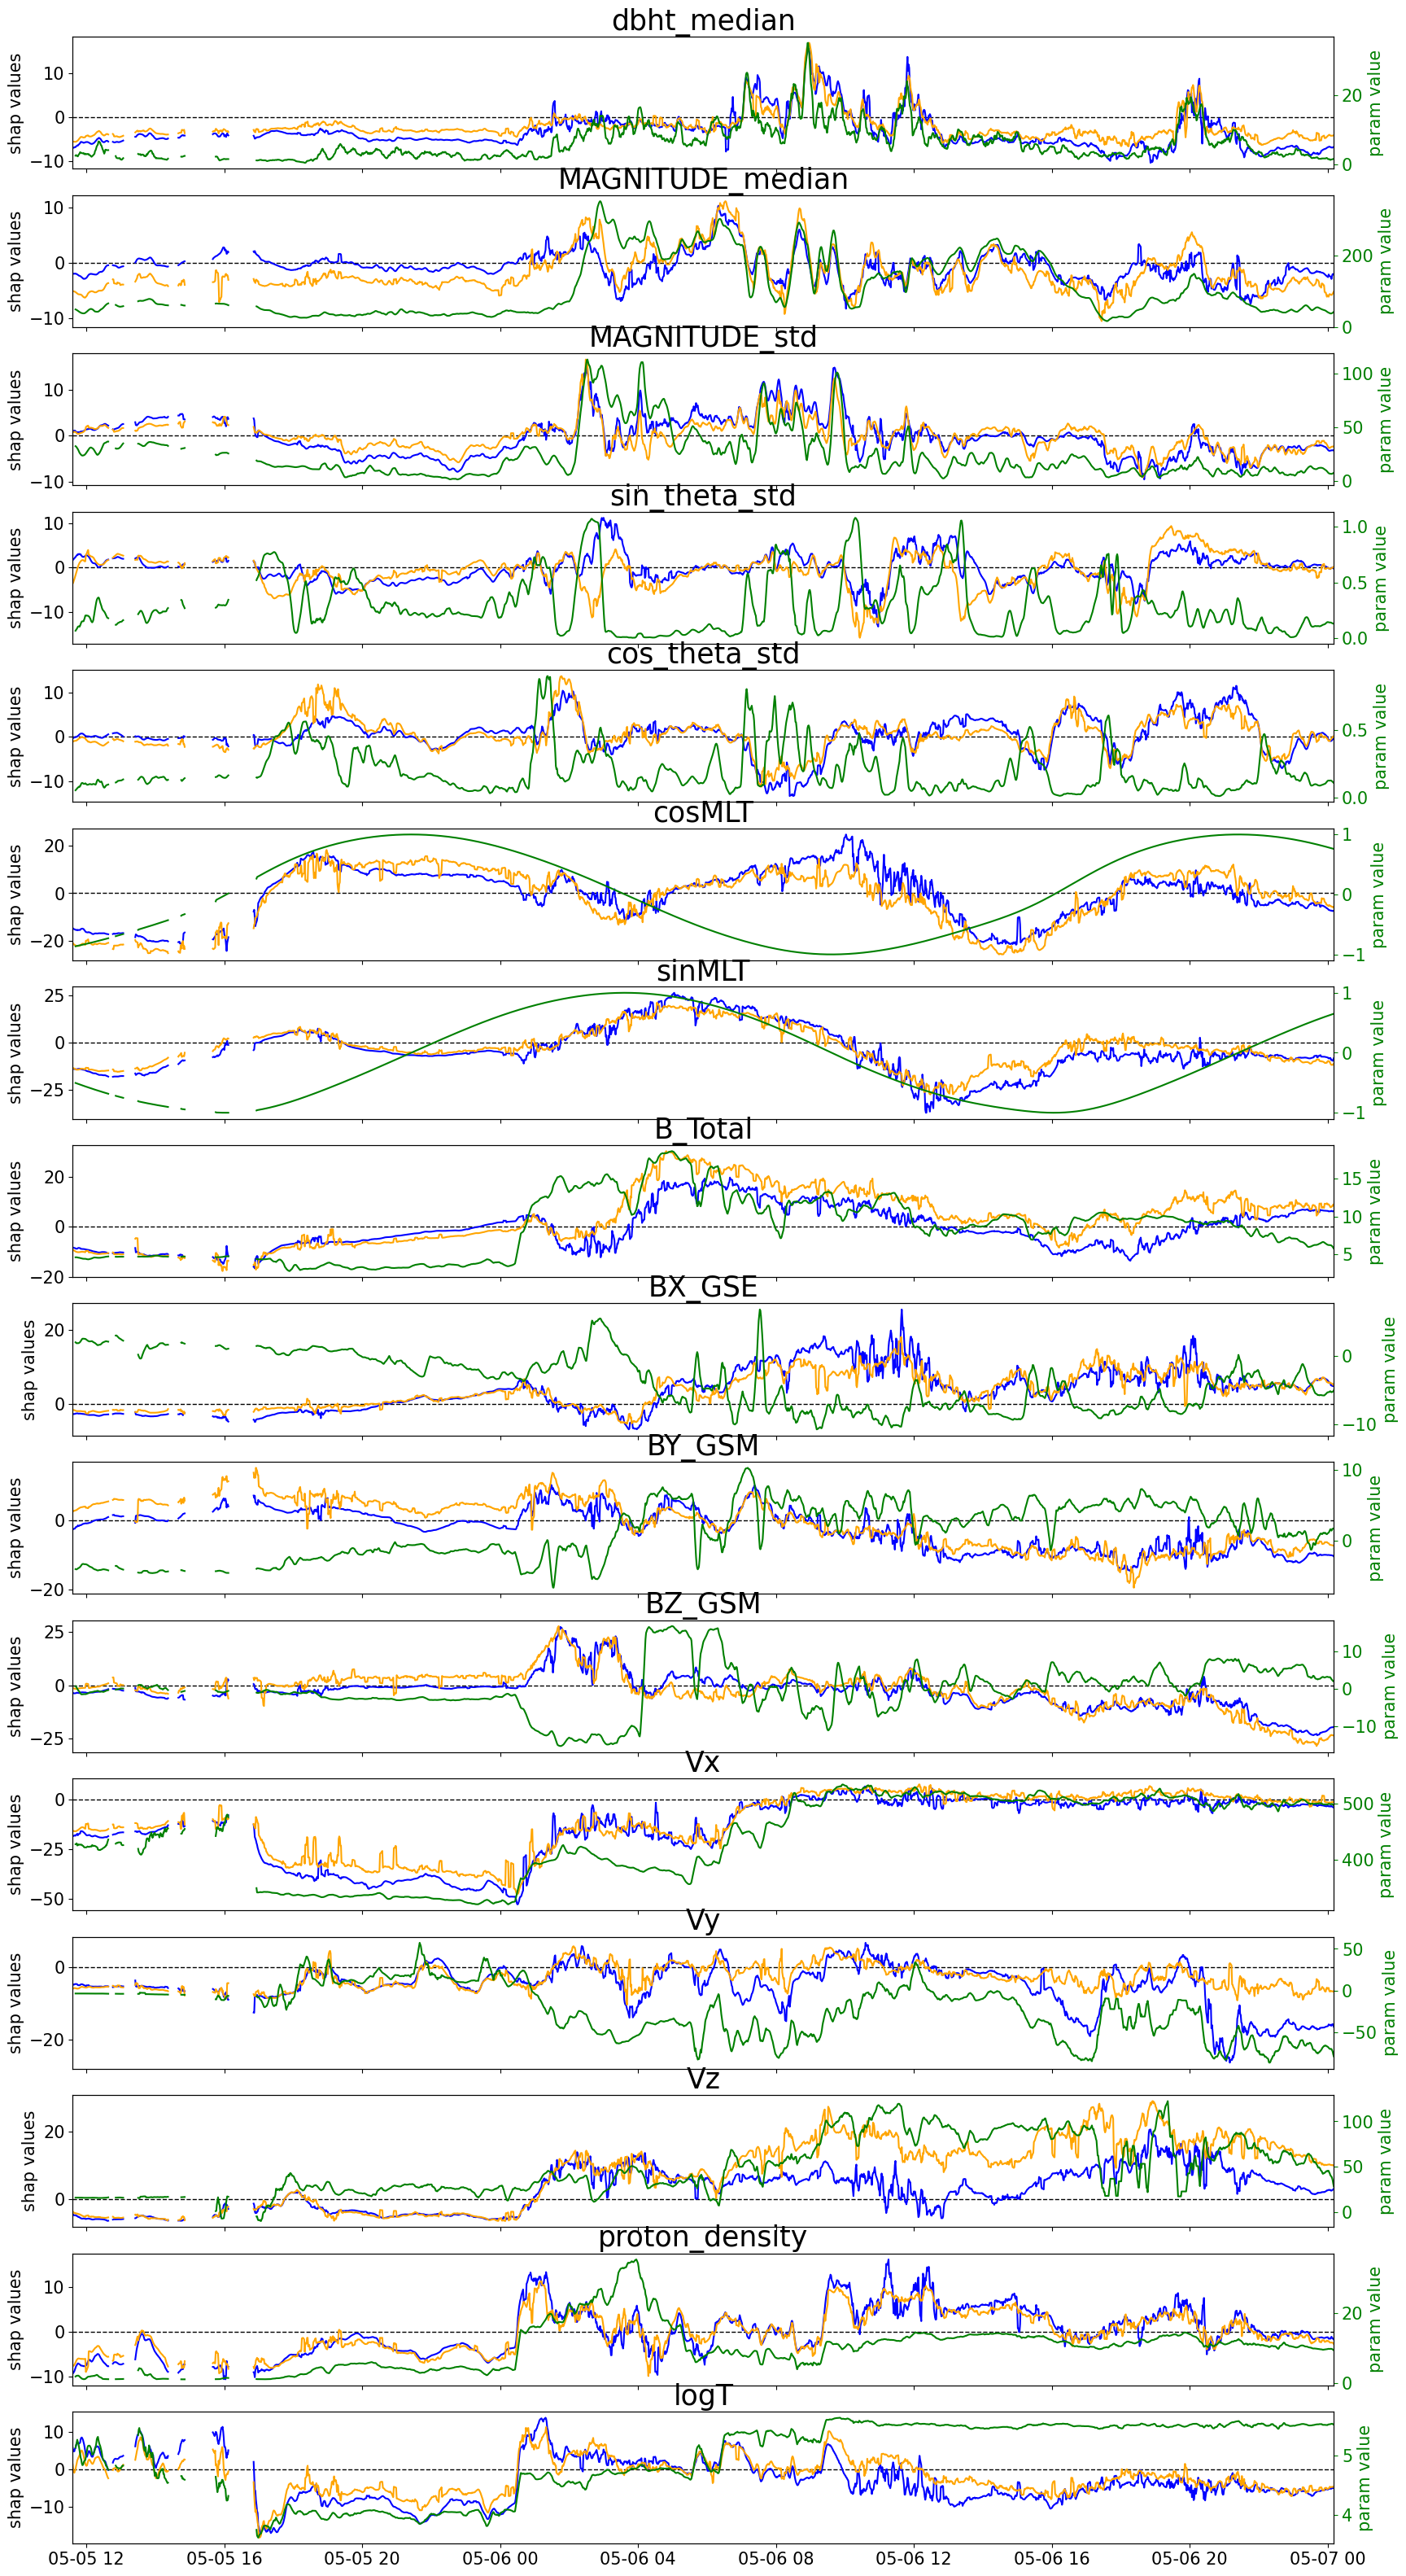 dbht_median
shap values
10
0
−10
20
0
param value
MAGNITUDE_median
shap values
10
0
−10
200
0
param value
MAGNITUDE_std
shap values
10
0
−10
100
50
0
param value
sin_theta_std
shap values
10
0
−10
1.0
0.5
0.0
param value
cos_theta_std
shap values
10
0
−10
0.5
0.0
param value
cosMLT
shap values
20
0
−20
1
0
−1
param value
sinMLT
shap values
25
0
−25
1
0
−1
param value
B_Total
shap values
20
0
−20
15
10
5
param value
BX_GSE
shap values
20
0
0
−10
param value
BY_GSM
shap values
0
−20
10
0
param value
BZ_GSM
shap values
25
0
−25
10
0
−10
param value
Vx
shap values
0
−25
−50
500
400
param value
Vy
shap values
0
−20
50
0
−50
param value
Vz
shap values
20
0
100
50
0
param value
proton_density
shap values
10
0
−10
20
0
param value
logT
shap values
10
0
−10
5
4
param value
05-05 12 05-05 16 05-05 20 05-06 00 05-06 04 05-06 08 05-06 12 05-06 16 05-06 20 05-07 00